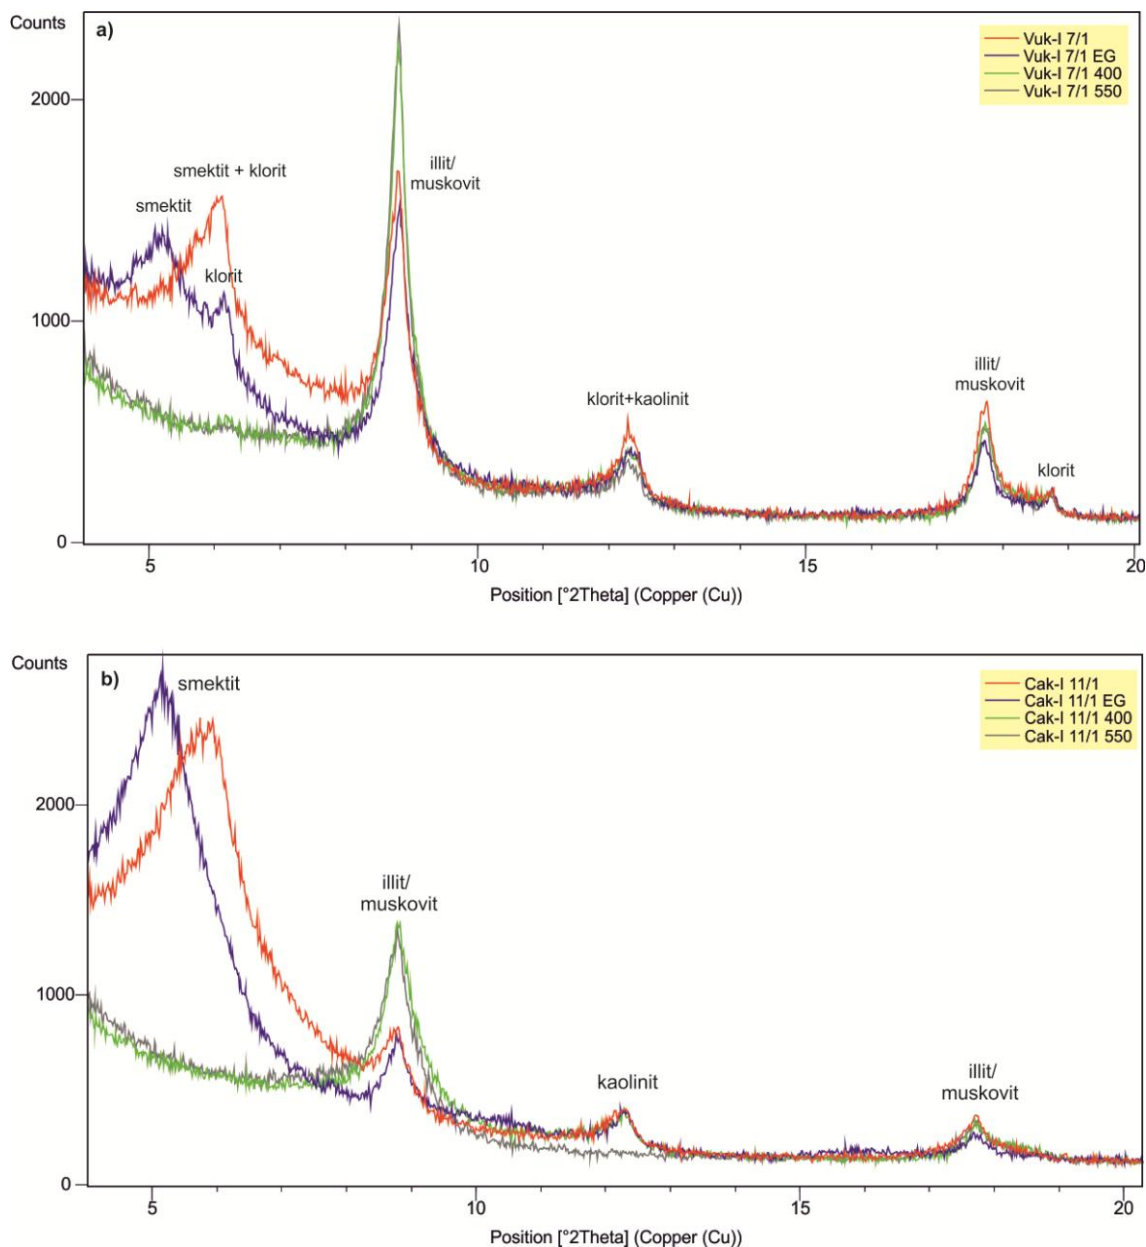 Counts
a)
Vuk-I 7/1
Vuk-I 7/1 EG
Vuk-I 7/1 400
Vuk-I 7/1 550
2000
smektit + klorit
illit/
muskovit
smektit
klorit
1000
klorit+kaolinit
illit/
muskovit
klorit
0
5
10
15
20
Position [°2Theta] (Copper (Cu))
Counts
b)
smektit
Cak-I 11/1
Cak-I 11/1 EG
Cak-I 11/1 400
Cak-I 11/1 550
2000
illit/
muskovit
1000
kaolinit
illit/
muskovit
0
5
10
15
20
Position [°2Theta] (Copper (Cu))